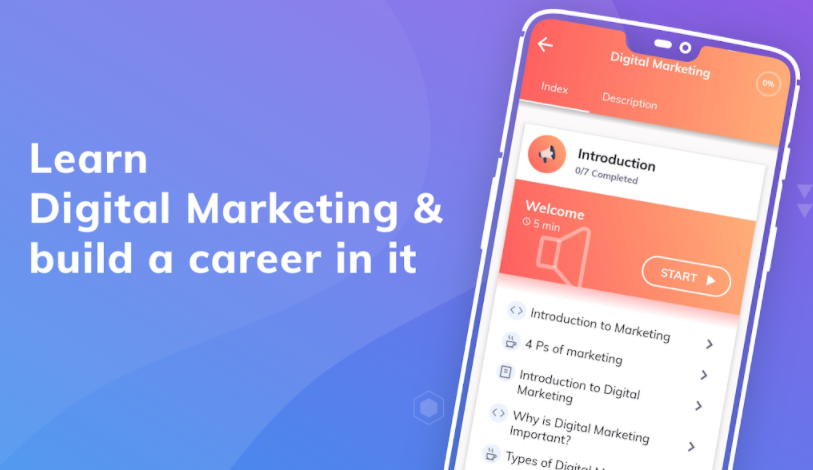 Learn
Digital Marketing &
build a career in it
Digital Marketing
0%
Index
Description
Introduction
0/7 Completed
Welcome
5 min
START
Introduction to Marketing
4 Ps of marketing
Introduction to Digital
Marketing
Why is Digital Marketing
Important?
Types of Digital